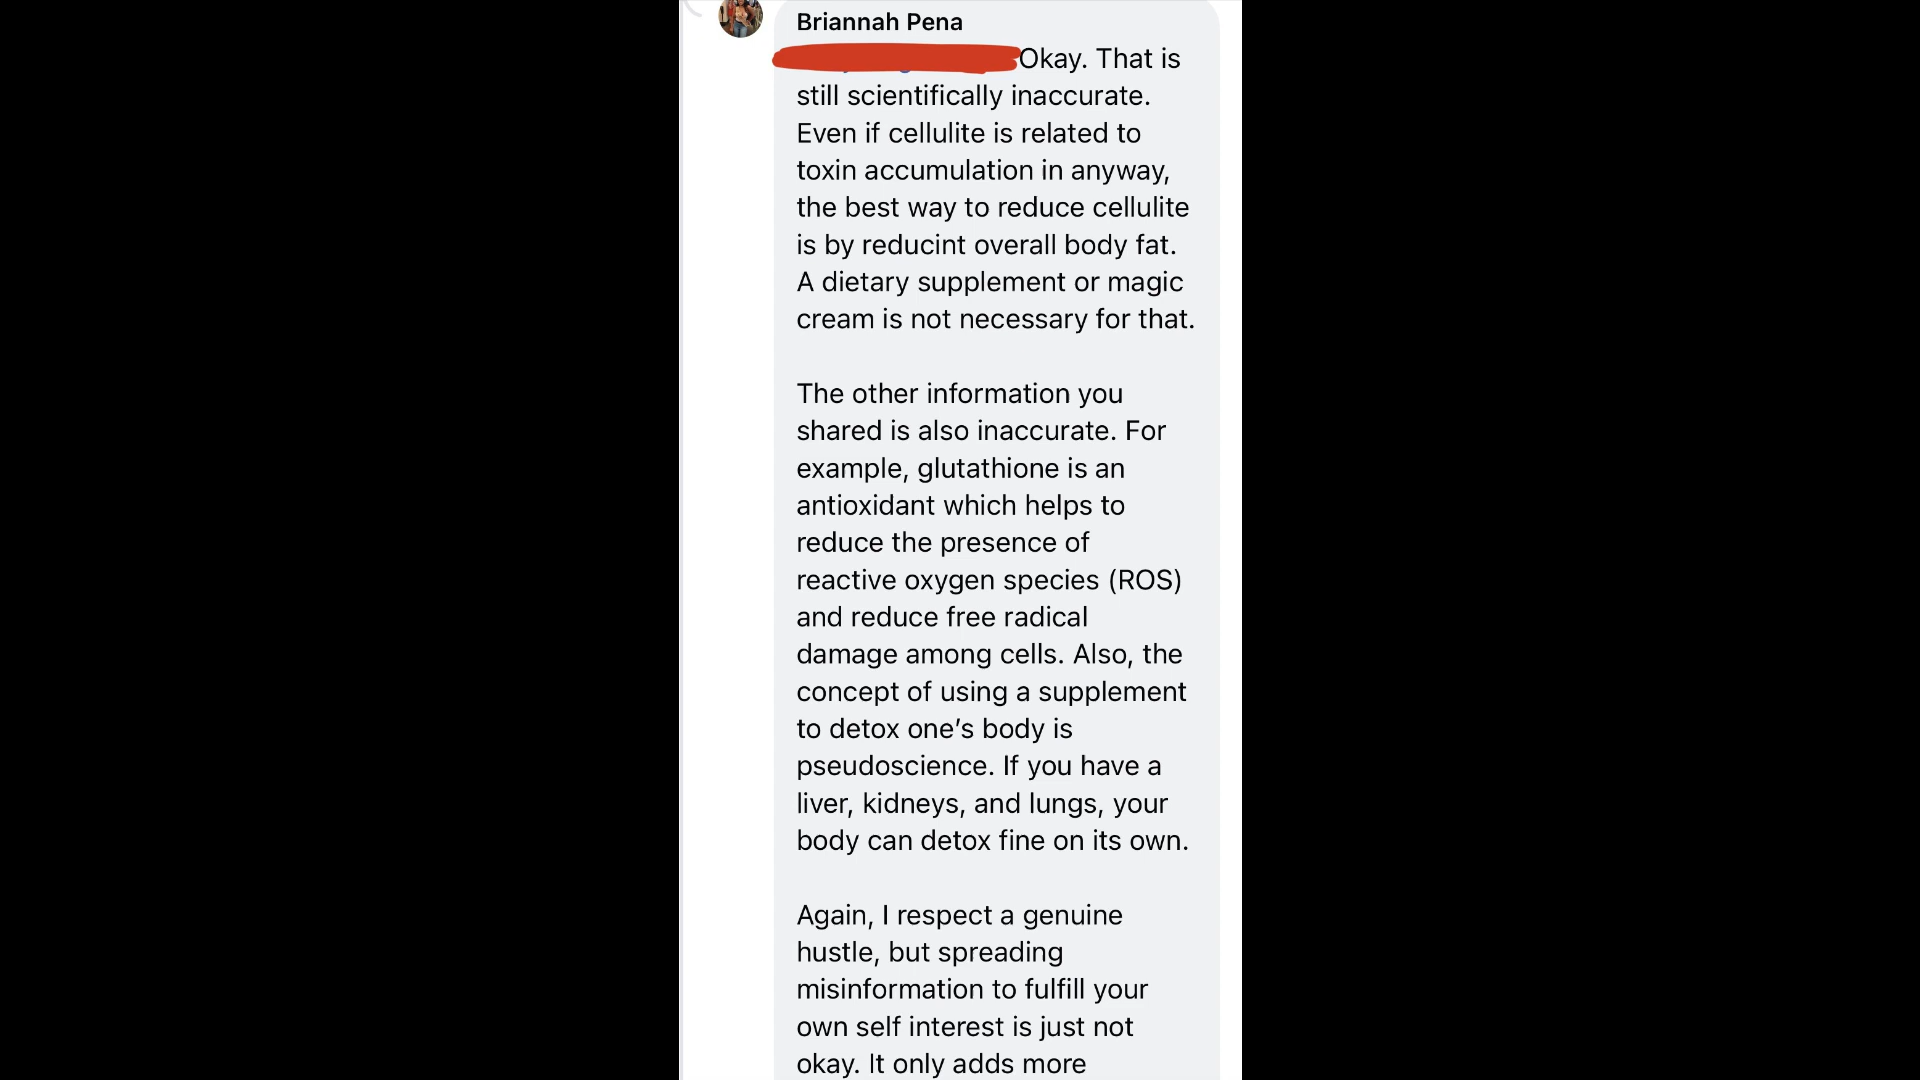 Briannah Pena
Okay. That is
still scientifically inaccurate.
Even if cellulite is related to
toxin accumulation in anyway,
the best way to reduce cellulite
is by reducint overall body fat.
A dietary supplement or magic
cream is not necessary for that.
The other information you
shared is also inaccurate. For
example, glutathione is an
antioxidant which helps to
reduce the presence of
reactive oxygen species (ROS)
and reduce free radical
damage among cells. Also, the
concept of using a supplement
to detox one’s body is
pseudoscience. If you have a
liver, kidneys, and lungs, your
body can detox fine on its own.
Again, I respect a genuine
hustle, but spreading
misinformation to fulfill your
own self interest is just not
okay. It only adds more